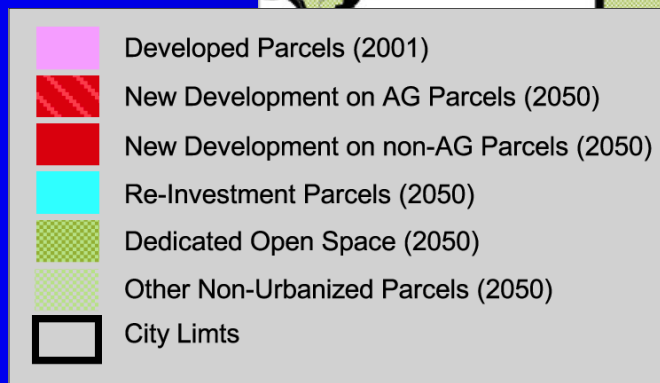 Developed Parcels (2001)
New Development on AG Parcels (2050)
New Development on non-AG Parcels (2050)
Re-Investment Parcels (2050)
Dedicated Open Space (2050)
Other Non-Urbanized Parcels (2050)
City Limts